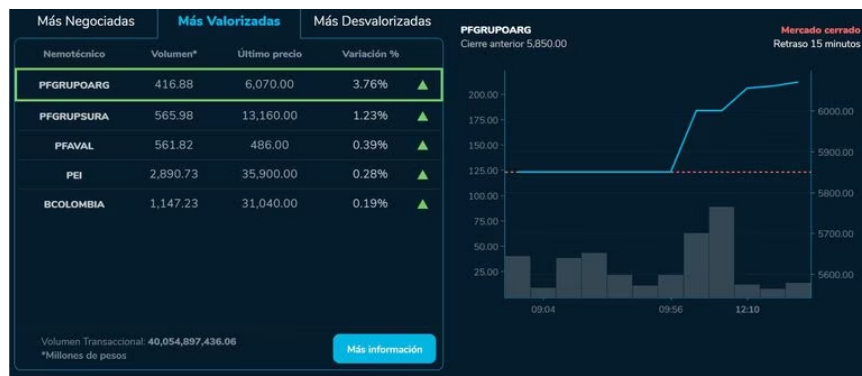 Más Negociadas Más Valorizadas Más Desvalorizadas
Nemotécnico Volumen* Último precio Variación %
PFGRUPOARG 416.88 6,070.00 3.76%
PFGRUPSURA 565.98 13,160.00 1.23%
PFAVAL 561.82 486.00 0.39%
PEI 2,890.73 35,900.00 0.28%
BCOLOMBIA 1,147.23 31,040.00 0.19%
Volumen Transaccional: 40,054,897,436.06
*Millones de pesos
Más información
PFGRUPOARG Mercado cerrado
Cierre anterior 5,850.00 Retraso 15 minutos
200.00
175.00
150.00
125.00
100.00
75.00
50.00
25.00
6000.00
5900.00
5800.00
5700.00
5600.00
09:04 09:56 12:10